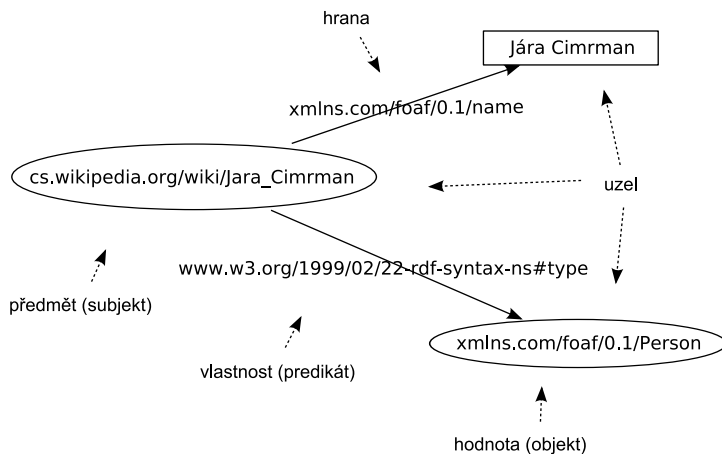 hrana
Jára Cimrman
xmlns.com/foaf/0.1/name
cs.wikipedia.org/wiki/Jara_Cimrman
uzel
www.w3.org/1999/02/22-rdf-syntax-ns#type
předmět (subjekt)
xmlns.com/foaf/0.1/Person
vlastnost (predikát)
hodnota (objekt)